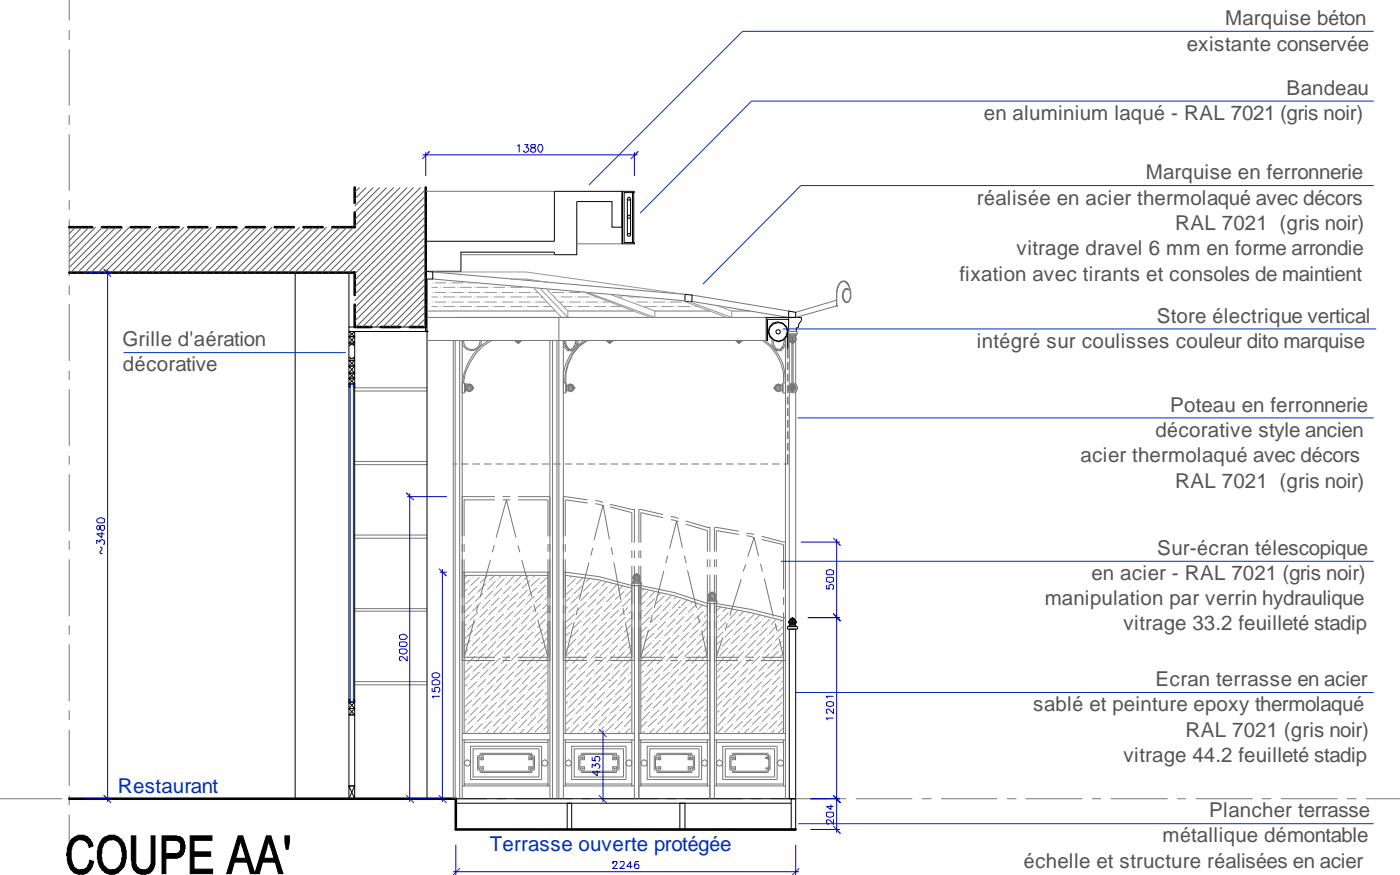 Marquise béton
existante conservée
Bandeau
en aluminium laqué - RAL 7021 (gris noir)
1380
Marquise en ferronnerie
réalisée en acier thermolaqué avec décors
RAL 7021 (gris noir)
vitrage dravel 6 mm en forme arrondie
fixation avec tirants et consoles de maintient
Store électrique vertical
intégré sur coulisses couleur dito marquise
Grille d'aération
décorative
Poteau en ferronnerie
décorative style ancien
acier thermolaqué avec décors
RAL 7021 (gris noir)
~3480
Sur-écran télescopique
en acier - RAL 7021 (gris noir)
manipulation par verrin hydraulique
vitrage 33.2 feuilleté stadip
500
2000
1500
Ecran terrasse en acier
sablé et peinture epoxy thermolaqué
RAL 7021 (gris noir)
vitrage 44.2 feuilleté stadip
1201
435
Restaurant
204
Plancher terrasse
métallique démontable
échelle et structure réalisées en acier
Terrasse ouverte protégée
2246
COUPE AA'